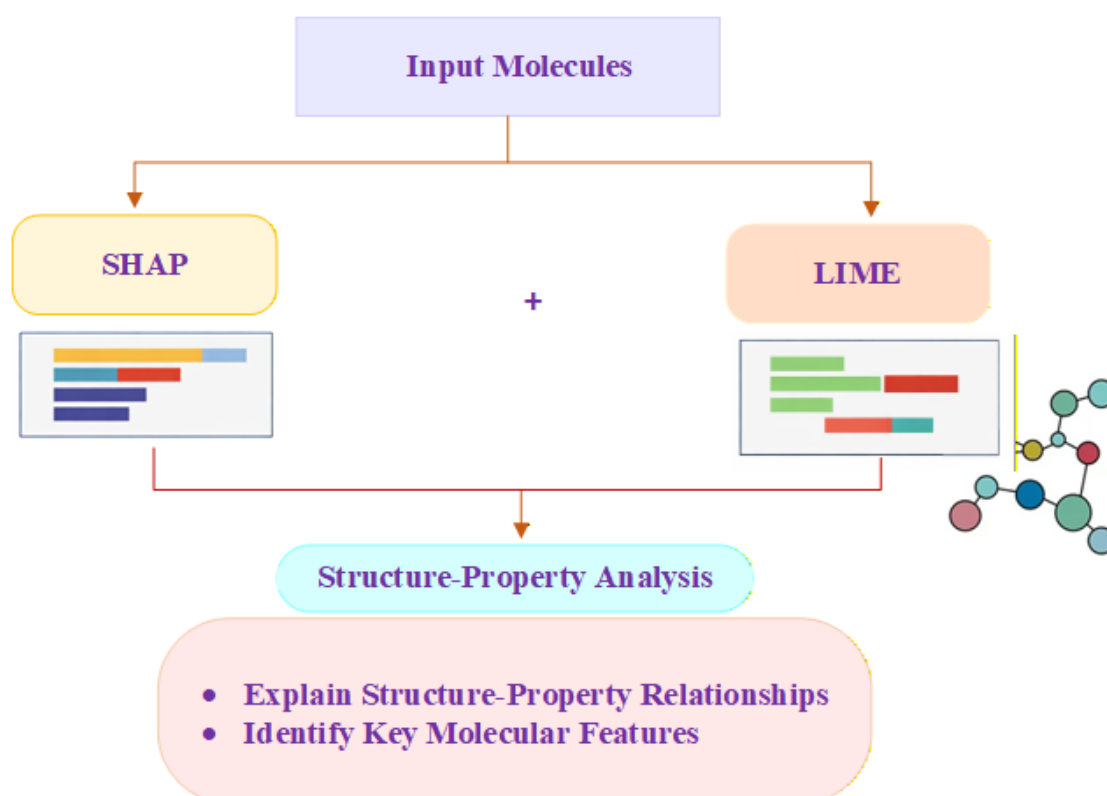 Input Molecules
SHAP
+
LIME
Structure-Property Analysis
• Explain Structure-Property Relationships
• Identify Key Molecular Features